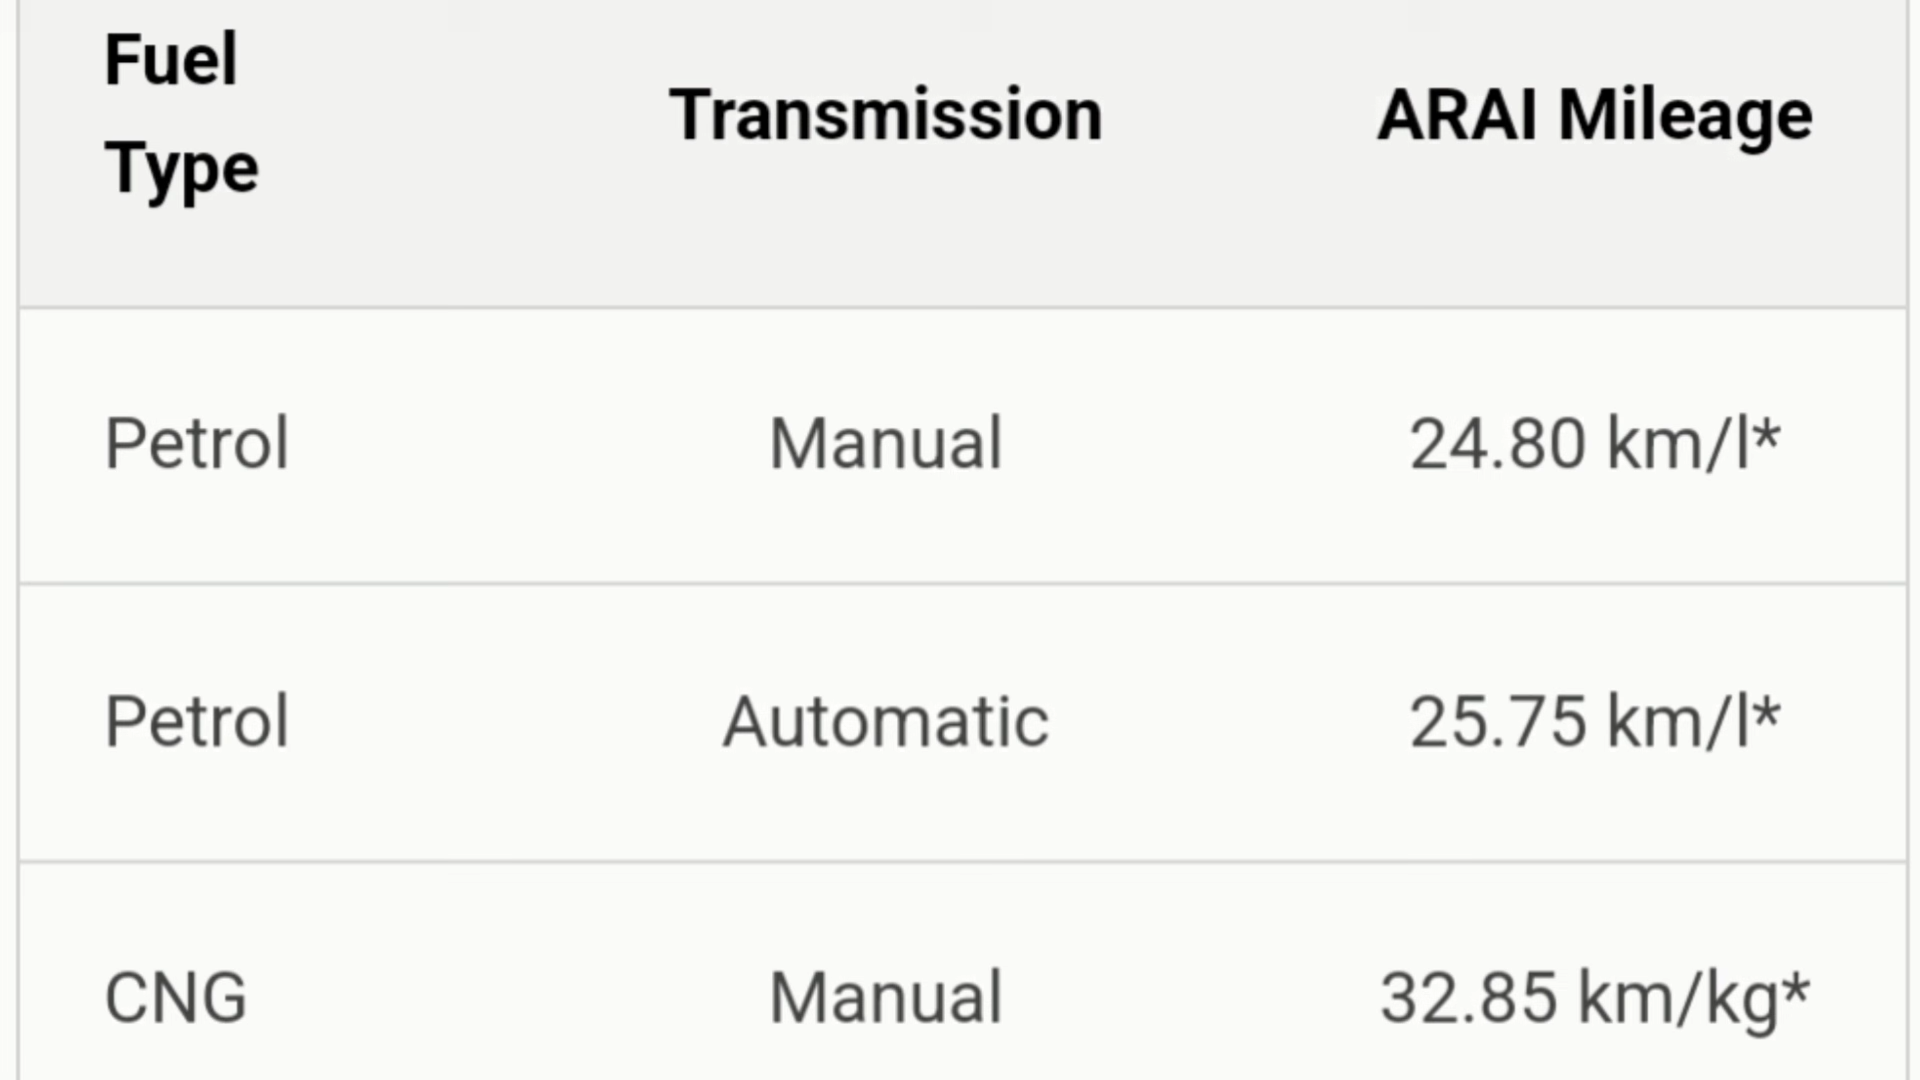 Fuel
Type
Transmission
ARAI Mileage
Petrol
Manual
24.80 km/l*
Petrol
Automatic
25.75 km/l*
CNG
Manual
32.85 km/kg*